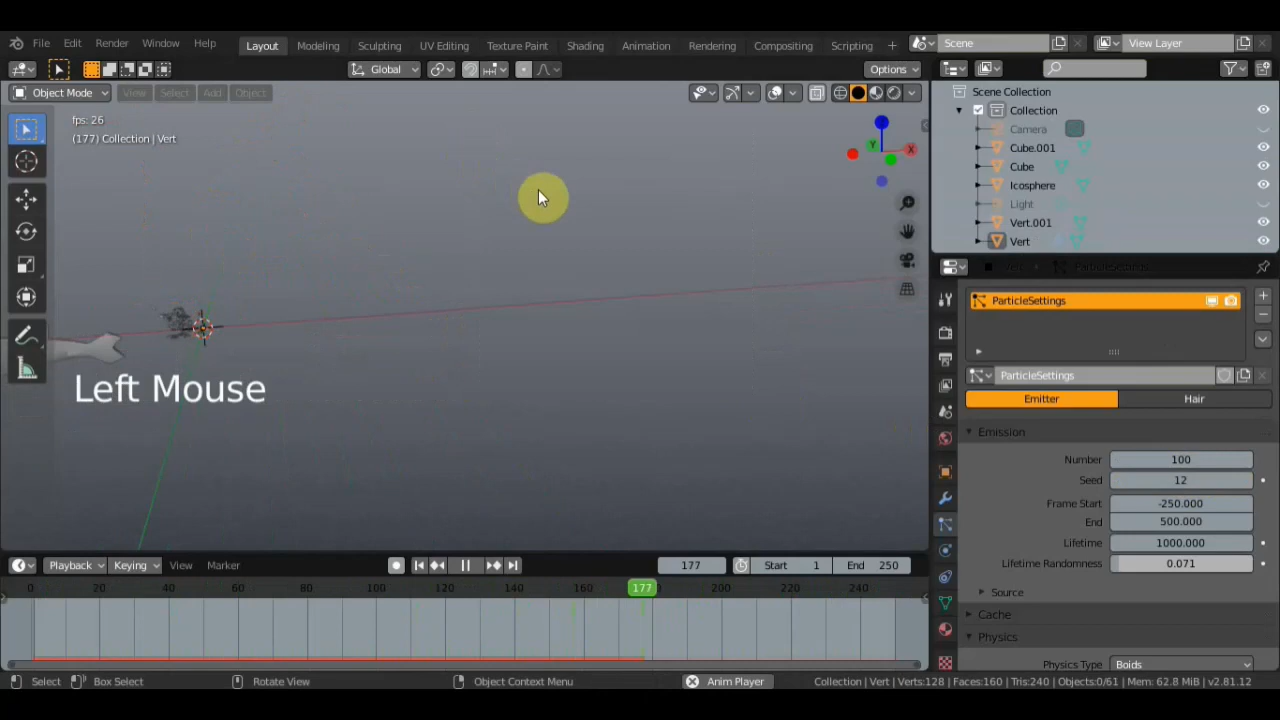 File Edit Render Window Help Layout Modeling Sculpting UV Editing Texture Paint Shading Animation Rendering Compositing Scripting Scene View Layer
Global Options
Object Mode View Select Add Object
fps: 26
(177) Collection | Vert
X
Y
Left Mouse
Scene Collection
Collection
Camera
Cube.001
Cube
Icosphere
Light
Vert.001
Vert
ParticleSettings
ParticleSettings
Emitter Hair
Emission
Number 100
Seed 12
Frame Start -250.000
End 500.000
Lifetime 1000.000
Lifetime Randomness 0.071
Source
Cache
Physics
Physics Type Boids
Playback Keying View Marker 177 Start 1 End 250
0 20 40 60 80 100 120 140 160 177 200 220 240
Select Box Select Rotate View Object Context Menu Anim Player Collection | Vert | Verts:128 | Faces:160 | Tris:240 | Objects:0/61 | Mem: 62.8 MiB | v2.81.12